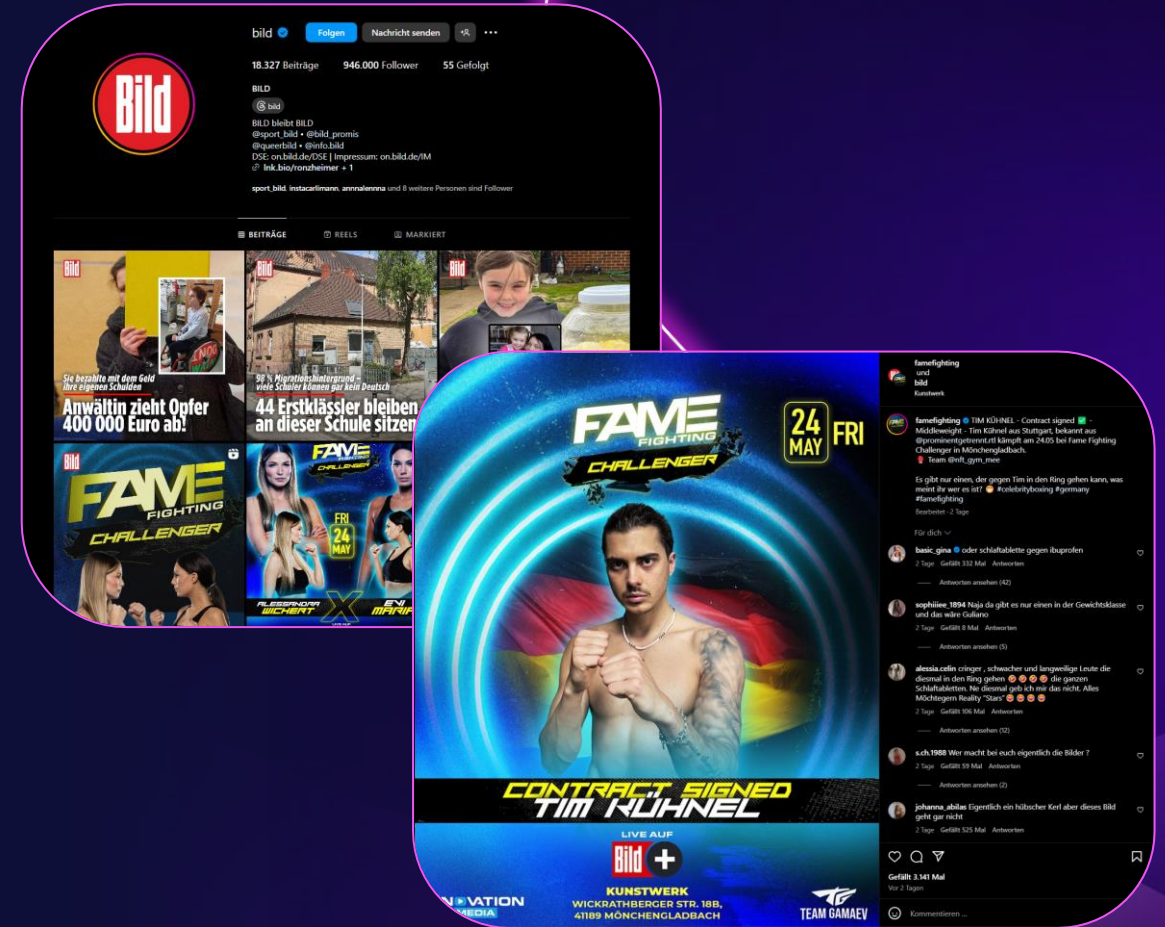 bild
Folgen
Nachricht senden
18.327 Beiträge
946.000 Follower
55 Gefolgt
Bild
BILD
bild
BILD bleibt BILD
@sport_bild • @bild_promis
@queerbild • @info.bild
DSE: on.bild.de/DSE | Impressum: on.bild.de/IM
lnk.bio/ronzheimer + 1
sport_bild, instacarlimann, annnalennna und 8 weitere Personen sind Follower
BEITRÄGE
REELS
MARKIERT
Bild
Sie bezahlte mit dem Geld
ihre eigenen Schulden
Anwältin zieht Opfer
400 000 Euro ab!
Bild
98 % Migrationshintergrund –
viele Schüler können gar kein Deutsch
44 Erstklässler bleiben
an dieser Schule sitzen
Bild
Bild
FAME
FIGHTING
CHALLENGER
FAME
FIGHTING
CHALLENGER
FRI
24
MAY
ALESSANDRA
WICHERT
X
EVI
MARIA
FAME
FIGHTING
CHALLENGER
24
MAY
FRI
CONTRACT SIGNED
TIM KÜHNEL
LIVE AUF
Bild +
KUNSTWERK
WICKRATHBERGER STR. 18B,
41189 MÖNCHENGLADBACH
TEAM GAMAEV
famefighting
und
bild
Kunstwerk
famefighting TIM KÜHNEL - Contract signed ✅ -
Middleweight - Tim Kühnel aus Stuttgart, bekannt aus
@prominentgetrennt.rtl kämpft am 24.05 bei Fame Fighting
Challenger in Mönchengladbach.
Team @nft_gym_mee
Es gibt nur einen, der gegen Tim in den Ring gehen kann, was
meint ihr wer es ist? #celebrityboxing #germany
#famefighting
Bearbeitet · 2 Tage
Für dich
basic_gina oder schlaftablette gegen ibuprofen
2 Tage Gefällt 332 Mal Antworten
Antworten ansehen (42)
sophiiiee_1894 Naja da gibt es nur einen in der Gewichtsklasse
und das wäre Guliano
2 Tage Gefällt 8 Mal Antworten
Antworten ansehen (5)
alessia.celin cringer , schwacher und langweilige Leute die
diesmal in den Ring gehen 🤣🤣🤣🤣 die ganzen
Schlaftabletten. Ne diesmal geb ich mir das nicht. Alles
Möchtegern Reality "Stars"
2 Tage Gefällt 106 Mal Antworten
Antworten ansehen (12)
s.ch.1988 Wer macht bei euch eigentlich die Bilder ?
2 Tage Gefällt 59 Mal Antworten
Antworten ansehen (2)
johanna_abilas Eigentlich ein hübscher Kerl aber dieses Bild
geht gar nicht
2 Tage Gefällt 525 Mal Antworten
Gefällt 3.141 Mal
Vor 2 Tagen
Kommentieren ...